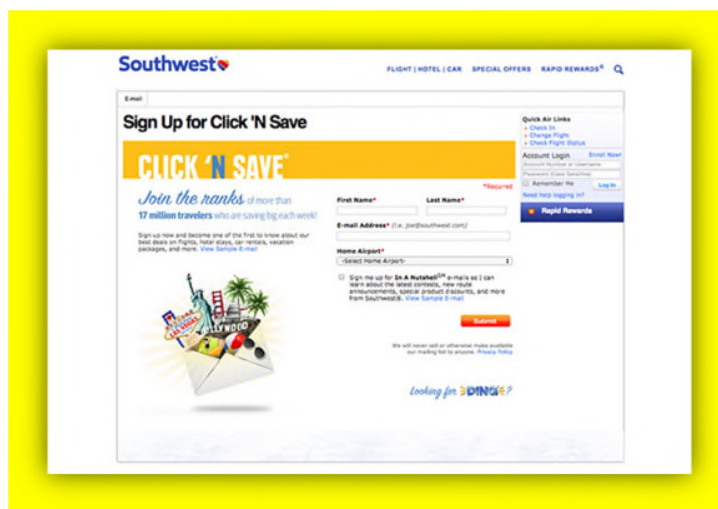 Southwest®
FLIGHT | HOTEL | CAR SPECIAL OFFERS RAPID REWARDS®
E-mail
Sign Up for Click 'N Save
CLICK 'N SAVE®
Join the ranks of more than
17 million travelers who are saving big each week!
Sign up now and become one of the first to know about our
best deals on flights, hotel stays, car rentals, vacation
packages, and more. View Sample E-mail
WELCOME
LAS VEGAS
HOLLYWOOD
*Required
First Name* Last Name*
E-mail Address* (i.e. joe@southwest.com)
Home Airport*
-Select Home Airport-
Sign me up for In A Nutshell℠ e-mails so I can
learn about the latest contests, new route
announcements, special product discounts, and more
from Southwest®. View Sample E-mail
Submit
We will never sell or otherwise make available
our mailing list to anyone. Privacy Policy
Looking for DING?
Quick Air Links
Check In
Change Flight
Check Flight Status
Account Login Enroll Now!
Account Number or Username
Password (Case Sensitive)
Remember Me Log In
Need help logging in?
Rapid Rewards